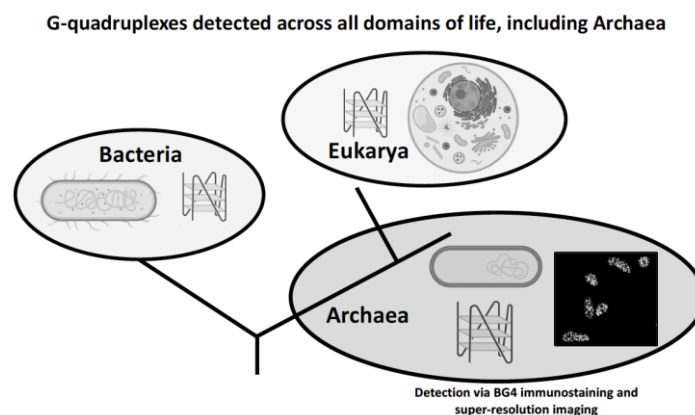 G-quadruplexes detected across all domains of life, including Archaea
Eukarya
Bacteria
Archaea
Detection via BG4 immunostaining and
super-resolution imaging